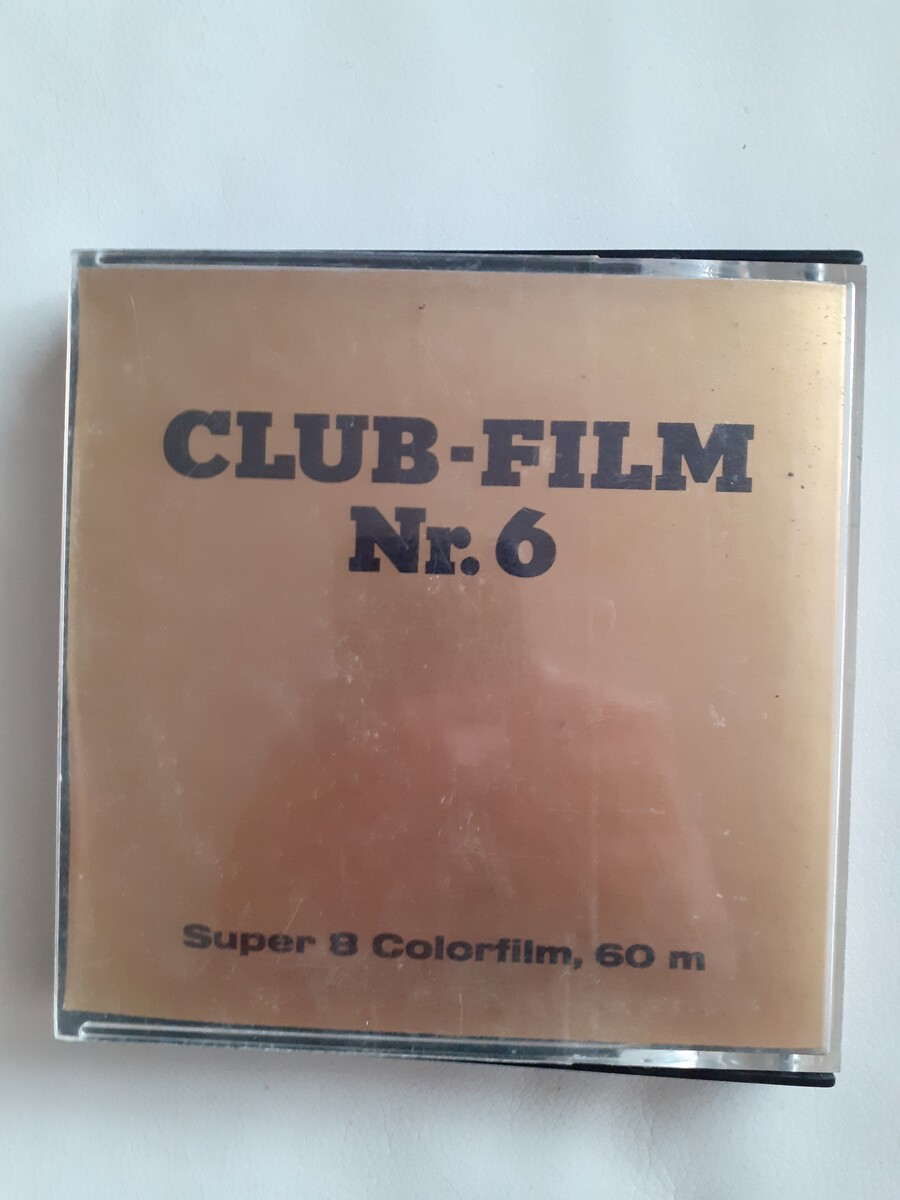 CLUB-FILM
Nr. 6
Super 8 Colorfilm, 60 m